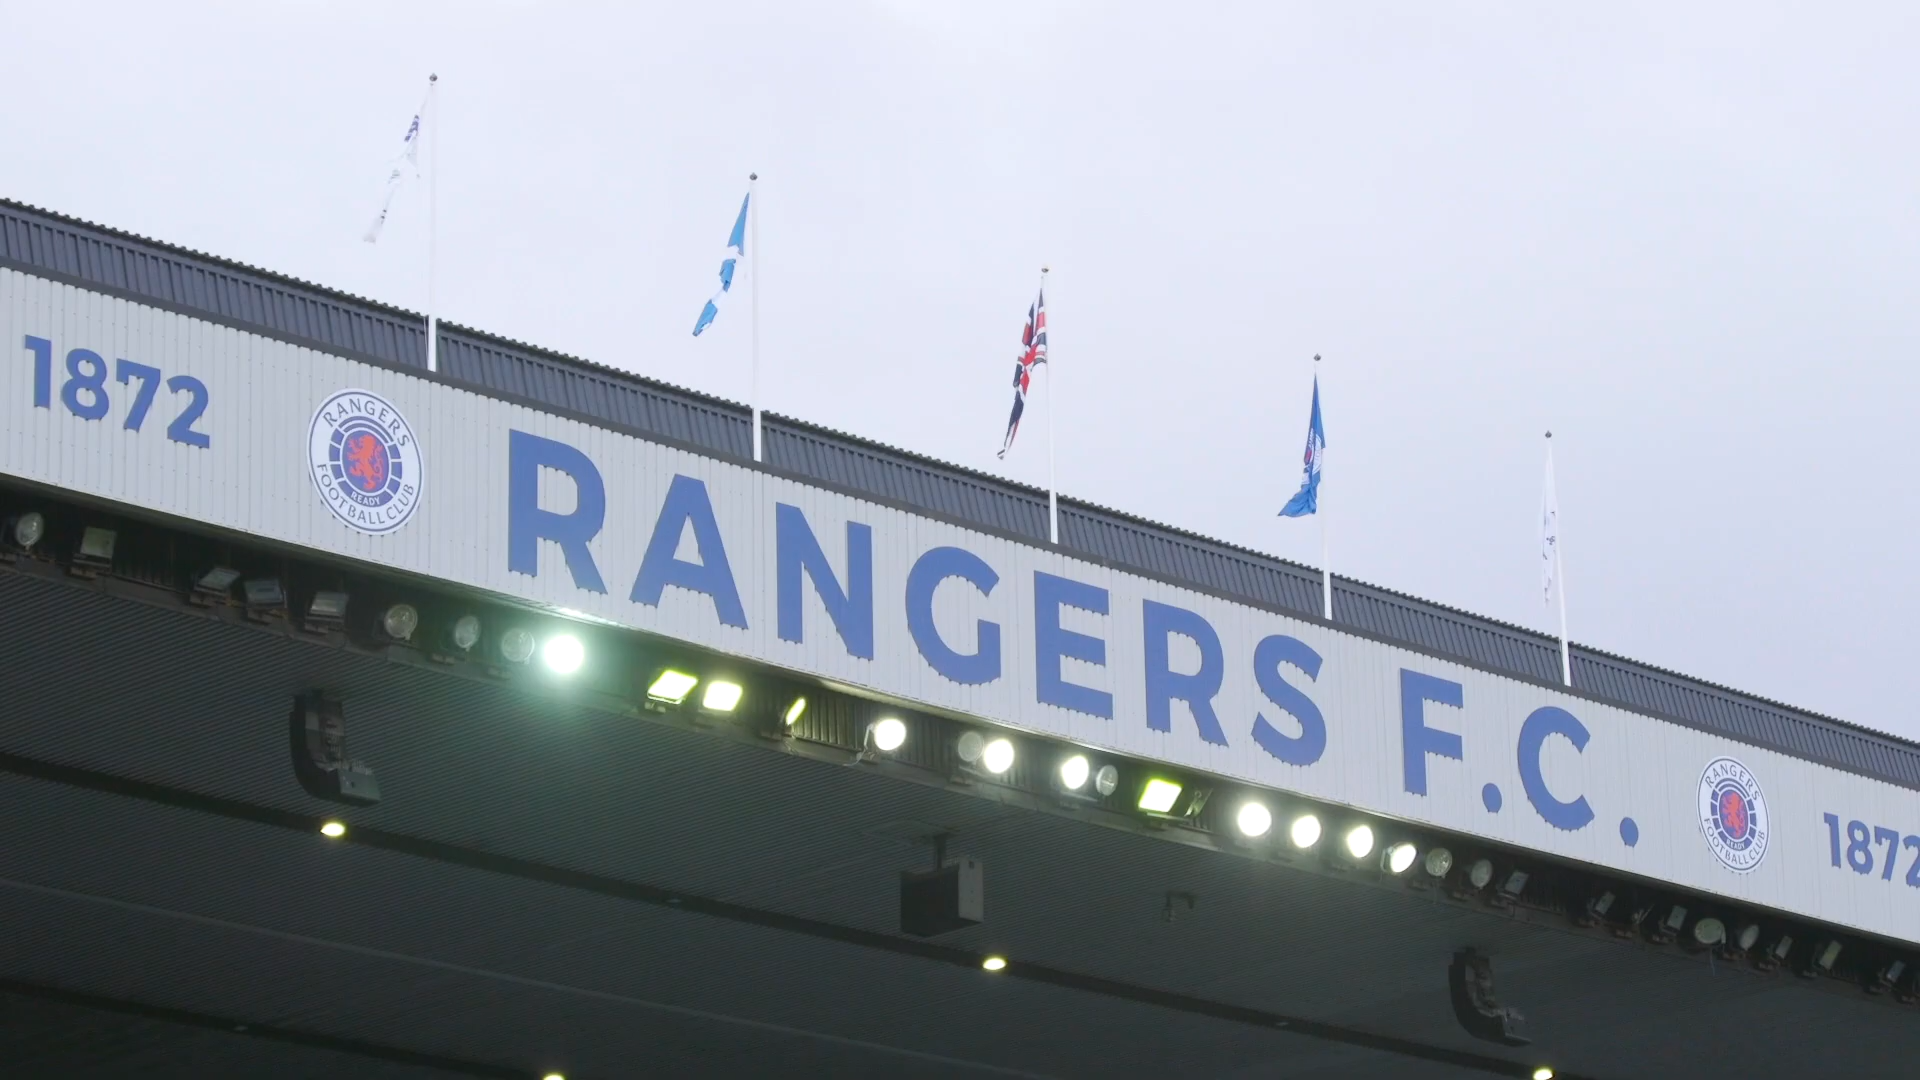 1872
RANGERS
FOOTBALL CLUB
READY
RANGERS F.C.
RANGERS
FOOTBALL CLUB
READY
1872